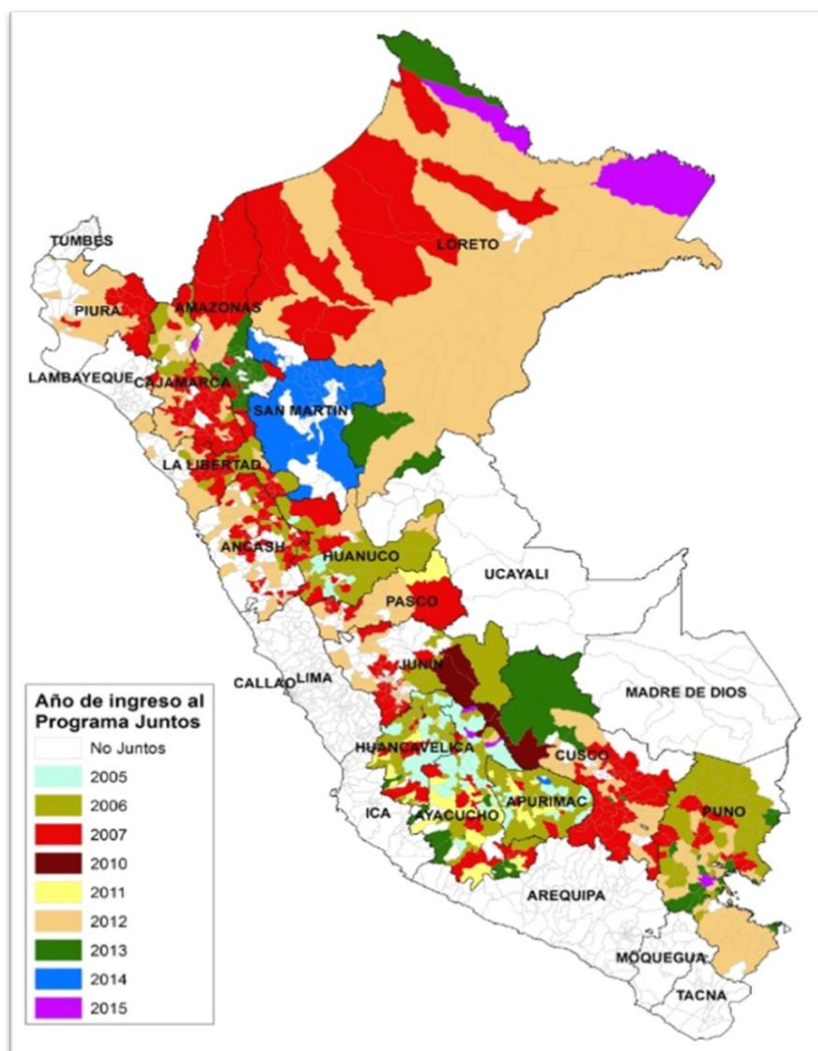 TUMBES
PIURA
AMAZONAS
LORETO
LAMBAYEQUE
CAJAMARCA
SAN MARTIN
LA LIBERTAD
ANCASH
HUANUCO
UCAYALI
PASCO
JUNIN
CALLAO
LIMA
MADRE DE DIOS
HUANCAVELICA
CUSCO
ICA
AYACUCHO
APURIMAC
PUNO
AREQUIPA
MOQUEGUA
TACNA
Año de ingreso al
Programa Juntos
No Juntos
2005
2006
2007
2010
2011
2012
2013
2014
2015